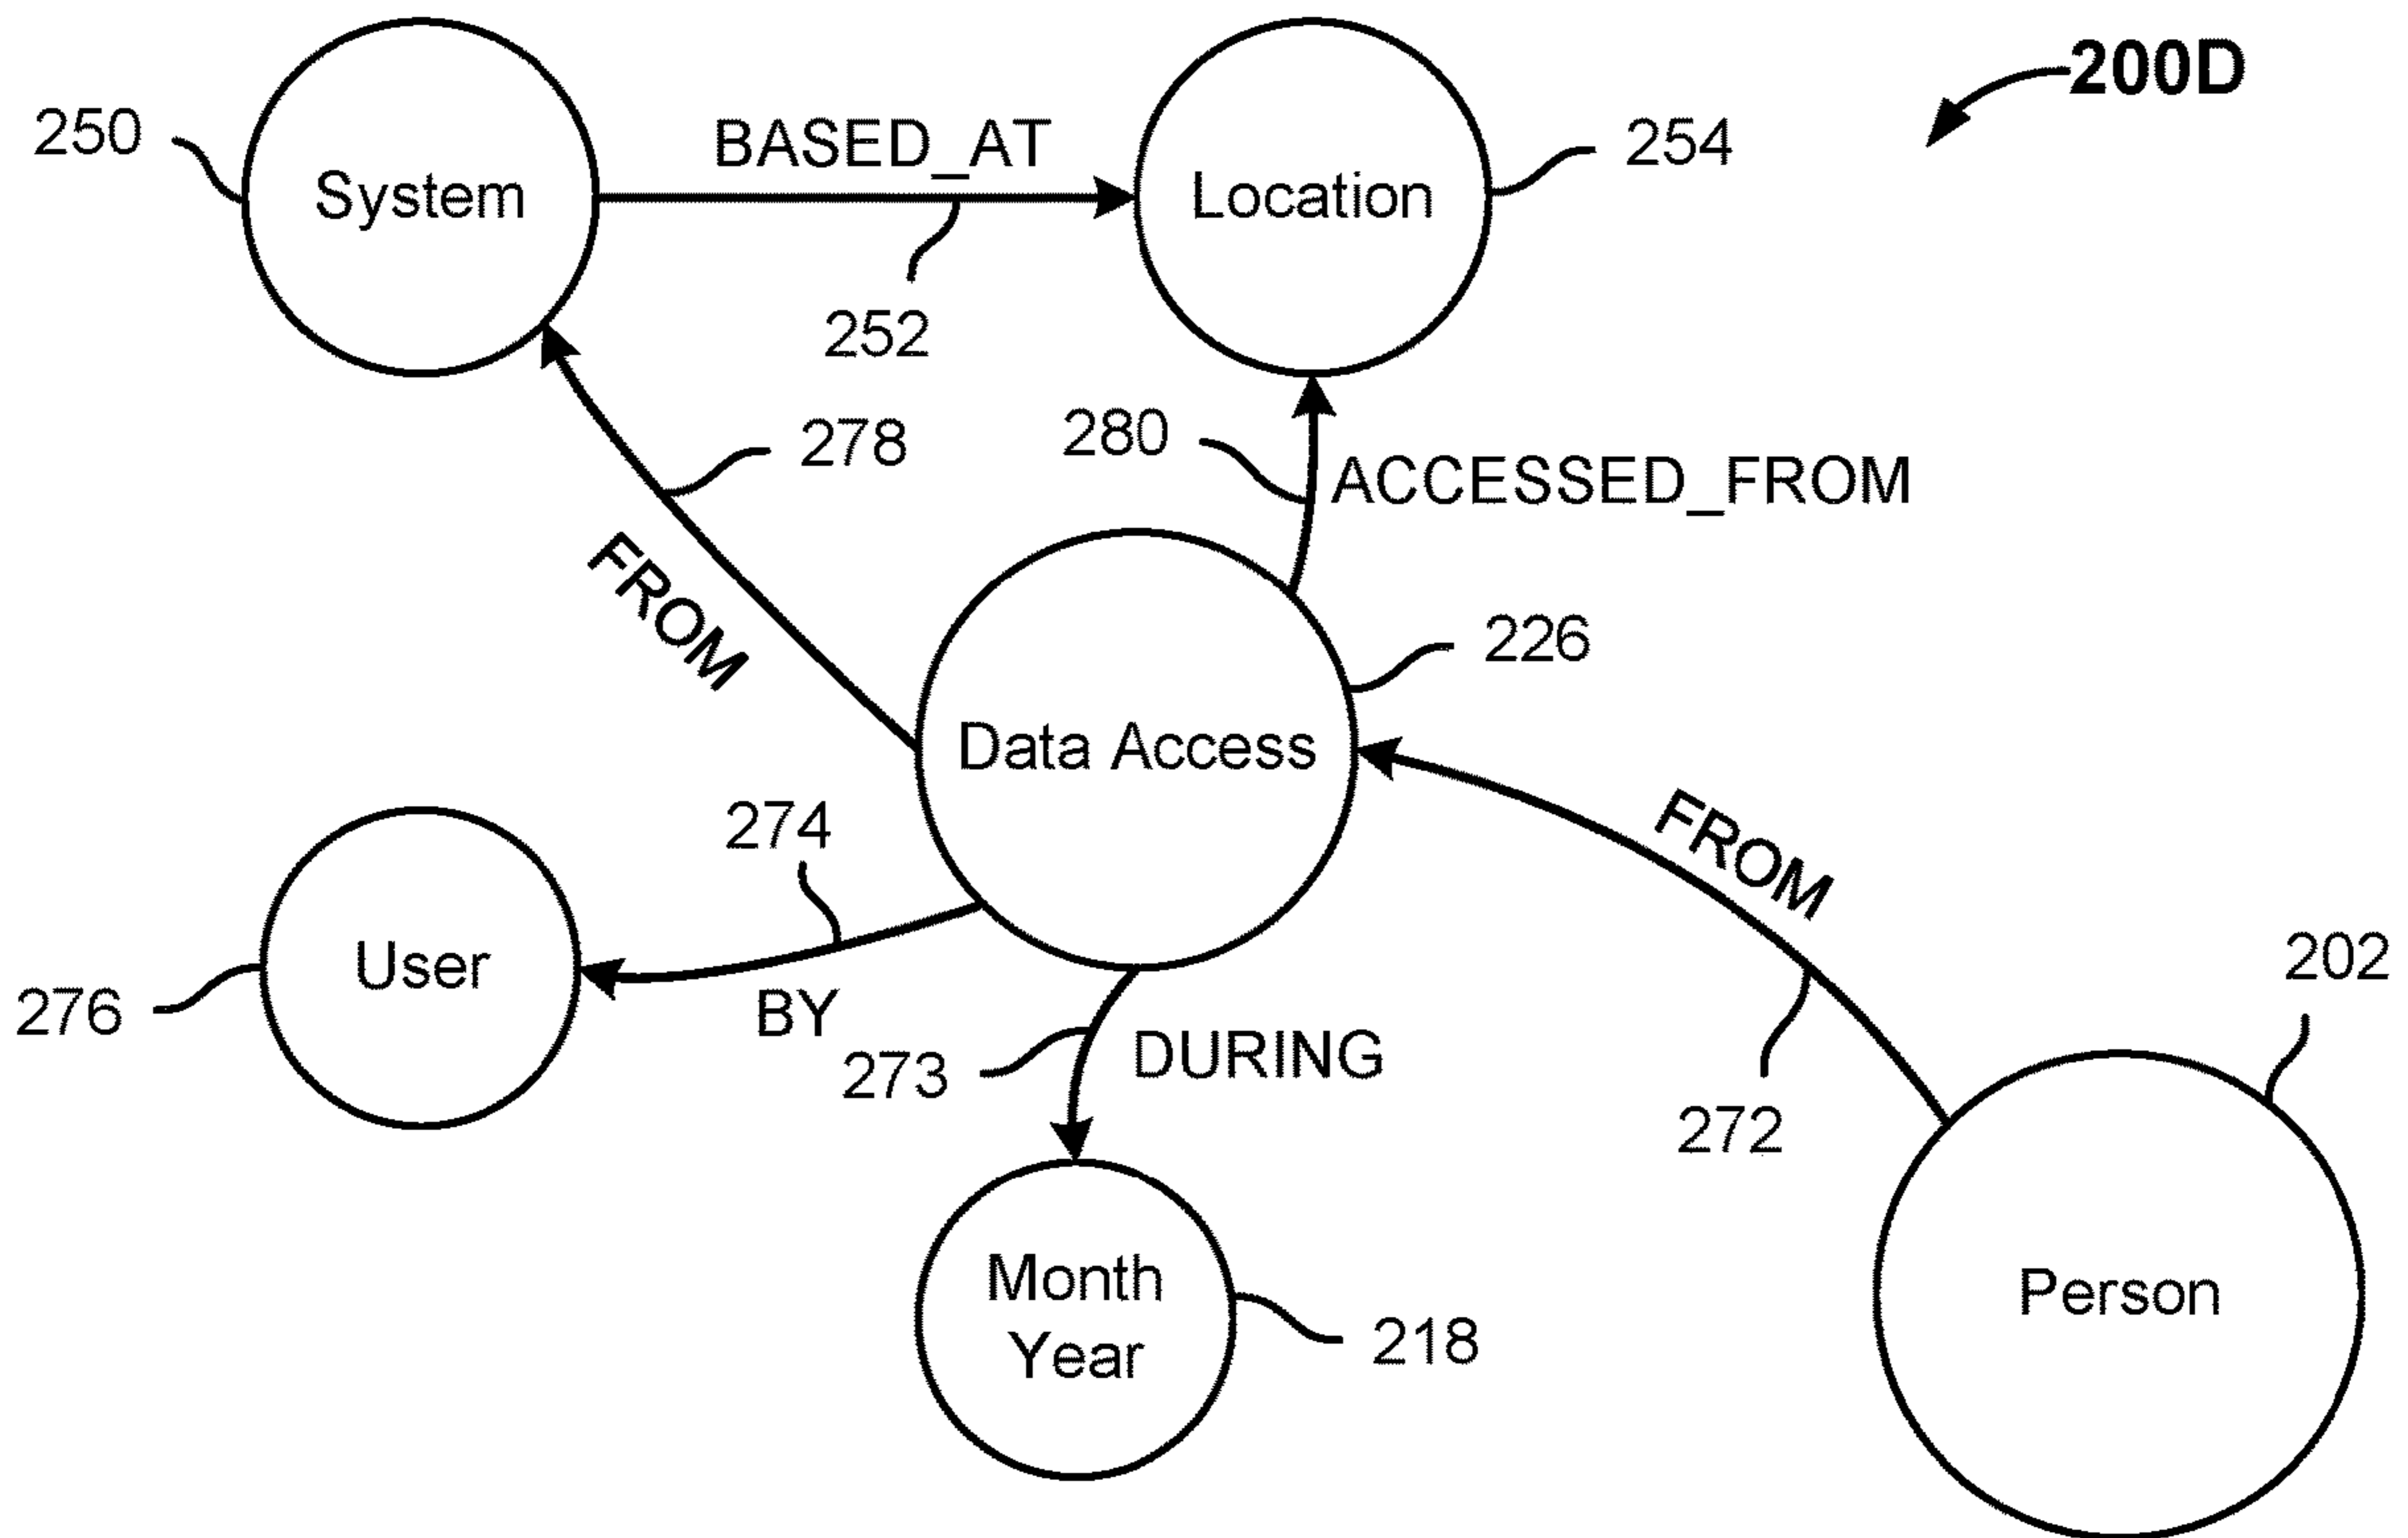 200D
250
System
BASED_AT
252
Location
254
278
FROM
280
ACCESSED_FROM
226
Data Access
274
BY
User
276
273
DURING
Month
Year
218
FROM
272
202
Person